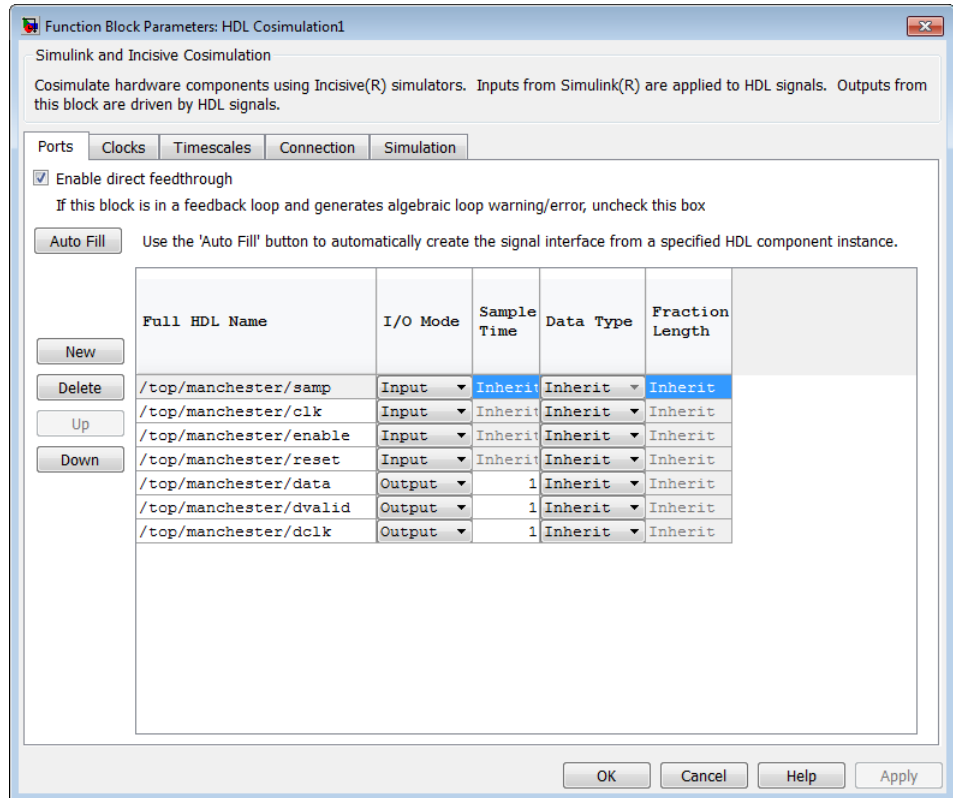 Function Block Parameters: HDL Cosimulation1
Simulink and Incisive Cosimulation
Cosimulate hardware components using Incisive(R) simulators. Inputs from Simulink(R) are applied to HDL signals. Outputs from
this block are driven by HDL signals.
Ports Clocks Timescales Connection Simulation
Enable direct feedthrough
If this block is in a feedback loop and generates algebraic loop warning/error, uncheck this box
Auto Fill Use the 'Auto Fill' button to automatically create the signal interface from a specified HDL component instance.
Full HDL Name I/O Mode Sample Time Data Type Fraction Length
New
Delete /top/manchester/samp Input Inherit Inherit Inherit
/top/manchester/clk Input Inherit Inherit Inherit
Up /top/manchester/enable Input Inherit Inherit Inherit
Down /top/manchester/reset Input Inherit Inherit Inherit
/top/manchester/data Output 1 Inherit Inherit
/top/manchester/dvalid Output 1 Inherit Inherit
/top/manchester/dclk Output 1 Inherit Inherit
OK Cancel Help Apply